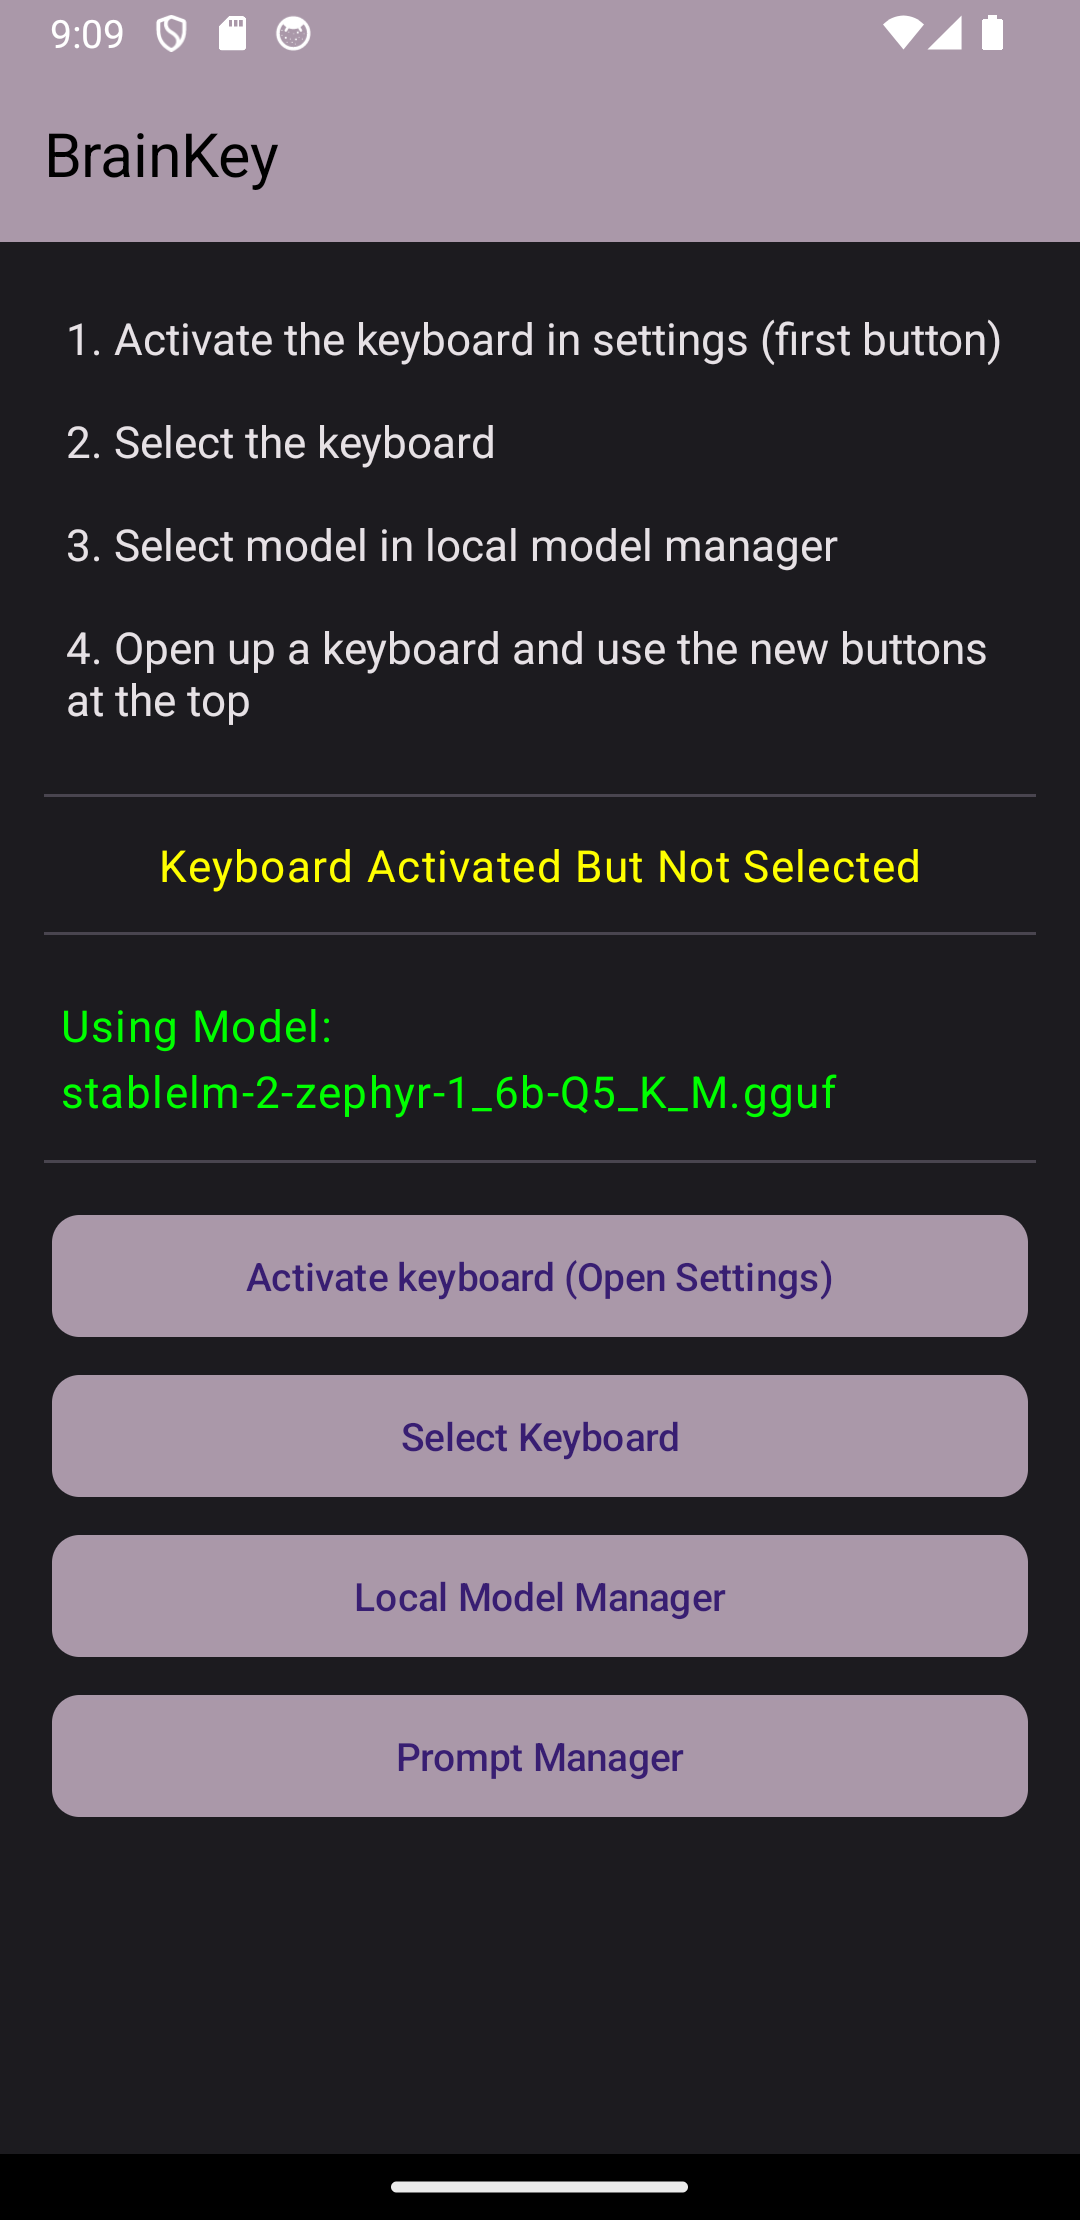 9:09
BrainKey
1. Activate the keyboard in settings (first button)
2. Select the keyboard
3. Select model in local model manager
4. Open up a keyboard and use the new buttons
at the top
Keyboard Activated But Not Selected
Using Model:
stablelm-2-zephyr-1_6b-Q5_K_M.gguf
Activate keyboard (Open Settings)
Select Keyboard
Local Model Manager
Prompt Manager